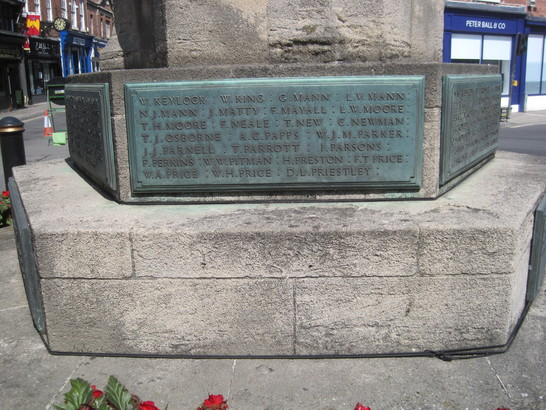 PETER BALL & CO
W. KEYLOCK : W. KING : G. MANN : L.V. MANN
N.J. MANN : J. MATTY : F. MAYALL : L.W. MOORE
T.H. MOORE : F. NEALE : T. NEW : C. NEWMAN
T.J. OSBORNE : A.C. PAPPS : W.J.M. PARKER
J.J. PARNELL : T. PARROTT : J. PARSONS
F. PERKINS : W.W. PITMAN : H. PRESTON : F.T. PRICE
W.A. PRICE : W.H. PRICE : D.L. PRIESTLEY :